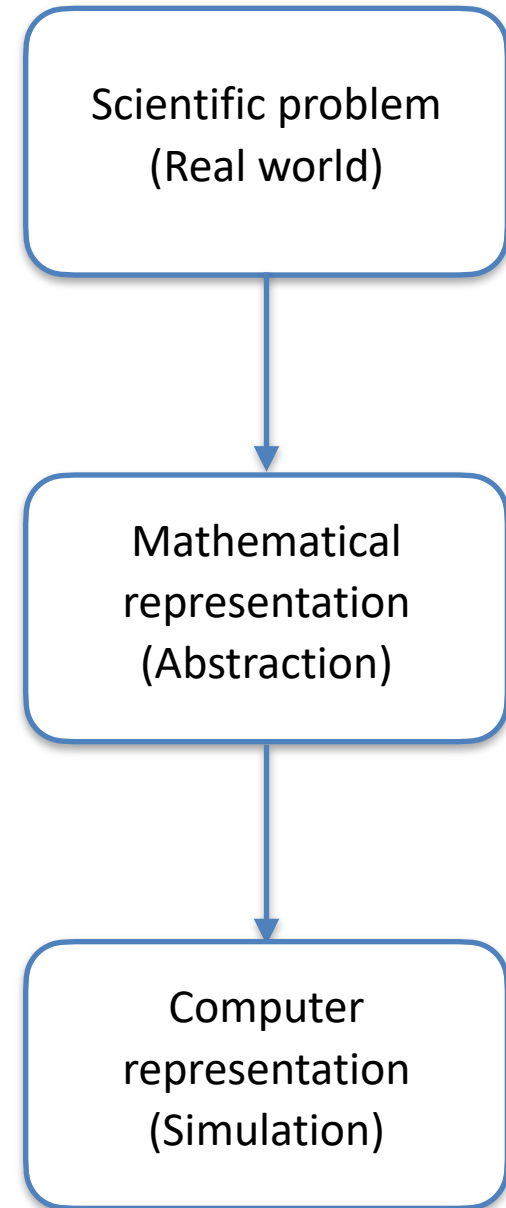 Scientific problem
(Real world)
Mathematical
representation
(Abstraction)
Computer
representation
(Simulation)